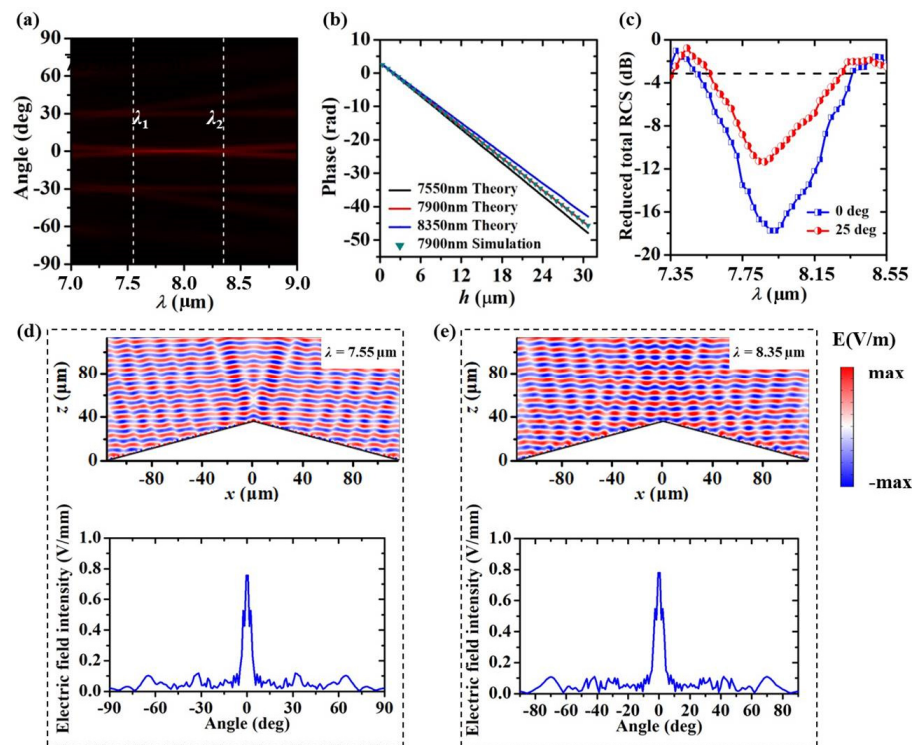 (a)
Angle (deg)
90
60
30
0
-30
-60
-90
λ1
λ2
7.0 7.5 8.0 8.5 9.0
λ (μm)
(b)
Phase (rad)
10
0
-10
-20
-30
-40
-50
7550nm Theory
7900nm Theory
8350nm Theory
7900nm Simulation
0 6 12 18 24 30
h (μm)
(c)
Reduced total RCS (dB)
0
-4
-8
-12
-16
-20
0 deg
25 deg
7.35 7.75 8.15 8.55
λ (μm)
(d)
λ = 7.55 μm
z (μm)
80
40
0
-80 -40 0 40 80
x (μm)
Electric field intensity (V/mm)
1.0
0.8
0.6
0.4
0.2
0.0
-90 -60 -30 0 30 60 90
Angle (deg)
(e)
λ = 8.35 μm
z (μm)
80
40
0
-80 -40 0 40 80
x (μm)
Electric field intensity (V/mm)
1.0
0.8
0.6
0.4
0.2
0.0
-80 -60 -40 -20 0 20 40 60 80
Angle (deg)
E(V/m)
max
-max